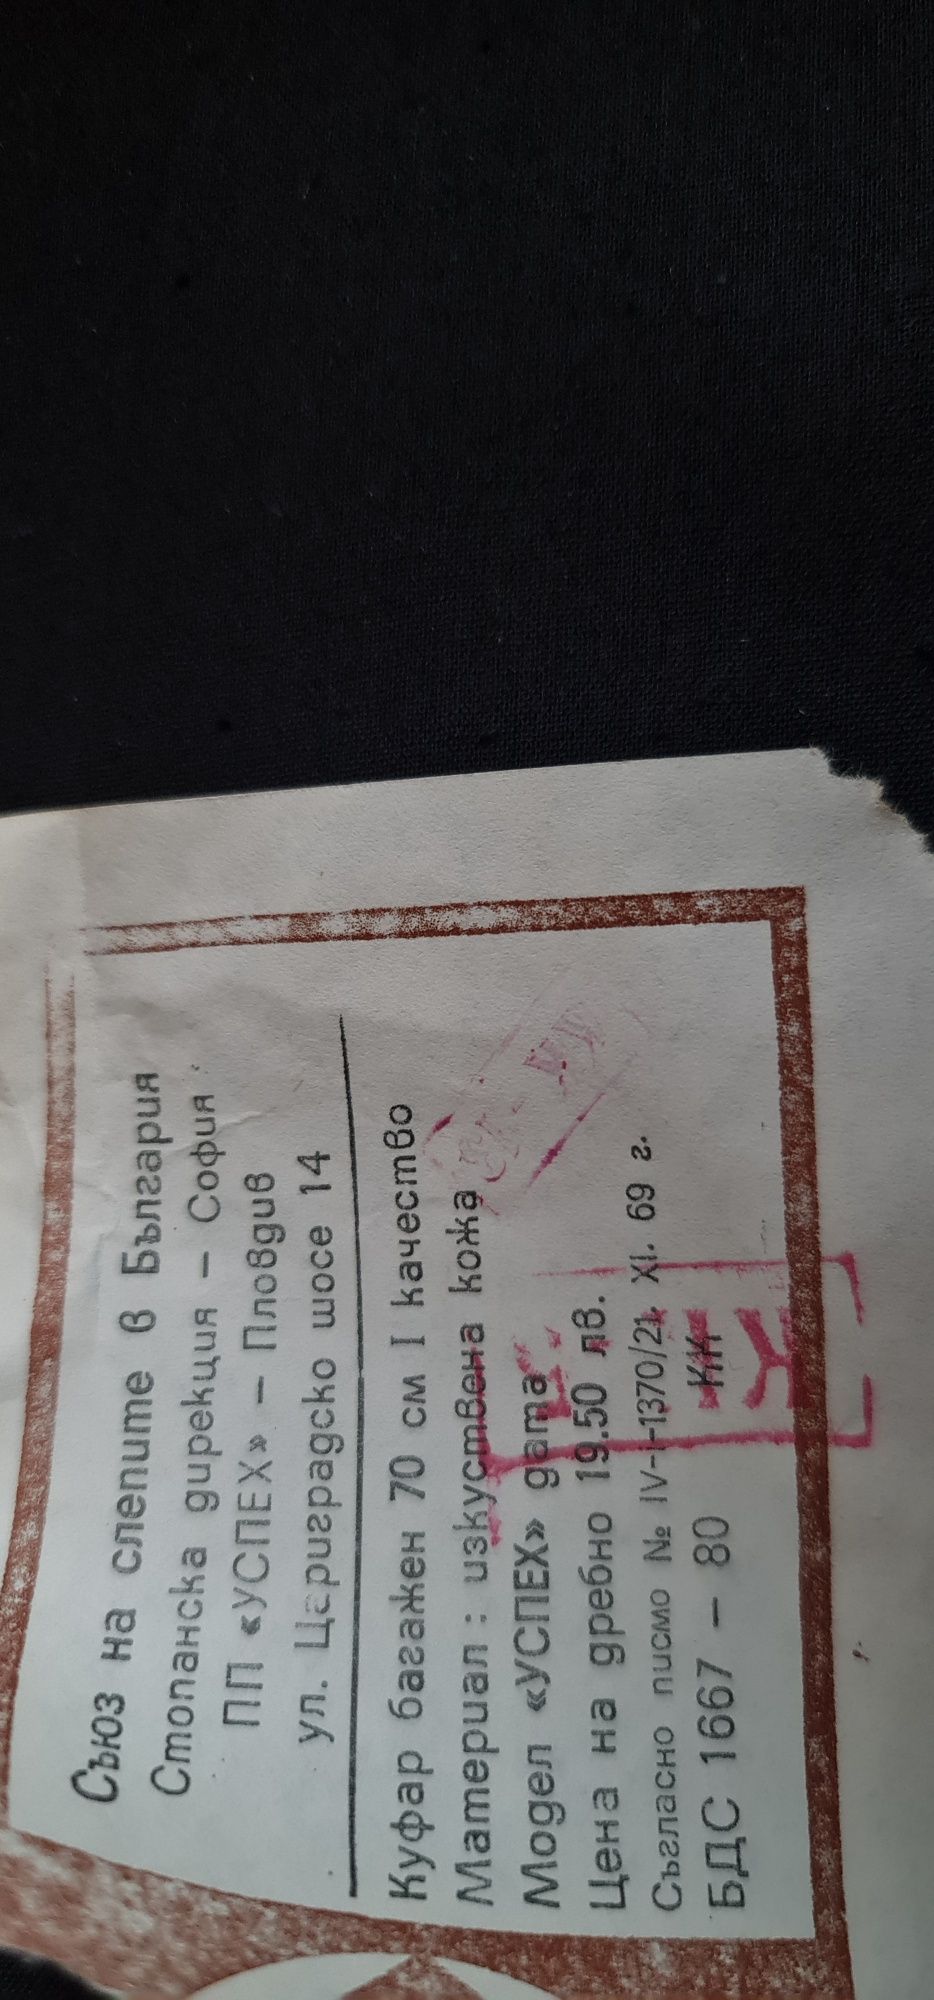 Съюз на слепите в България
Стопанска дирекция – София
ПП «УСПЕХ» – Пловдив
ул. Цариградско шосе 14
Куфар багажен 70 см I качество
Материал : изкуствена кожа
Модел «УСПЕХ» дата
Цена на дребно 19.50 лв.
Съгласно писмо № IV-I-1370/21. XI. 69 г.
БДС 1667 – 80 КК